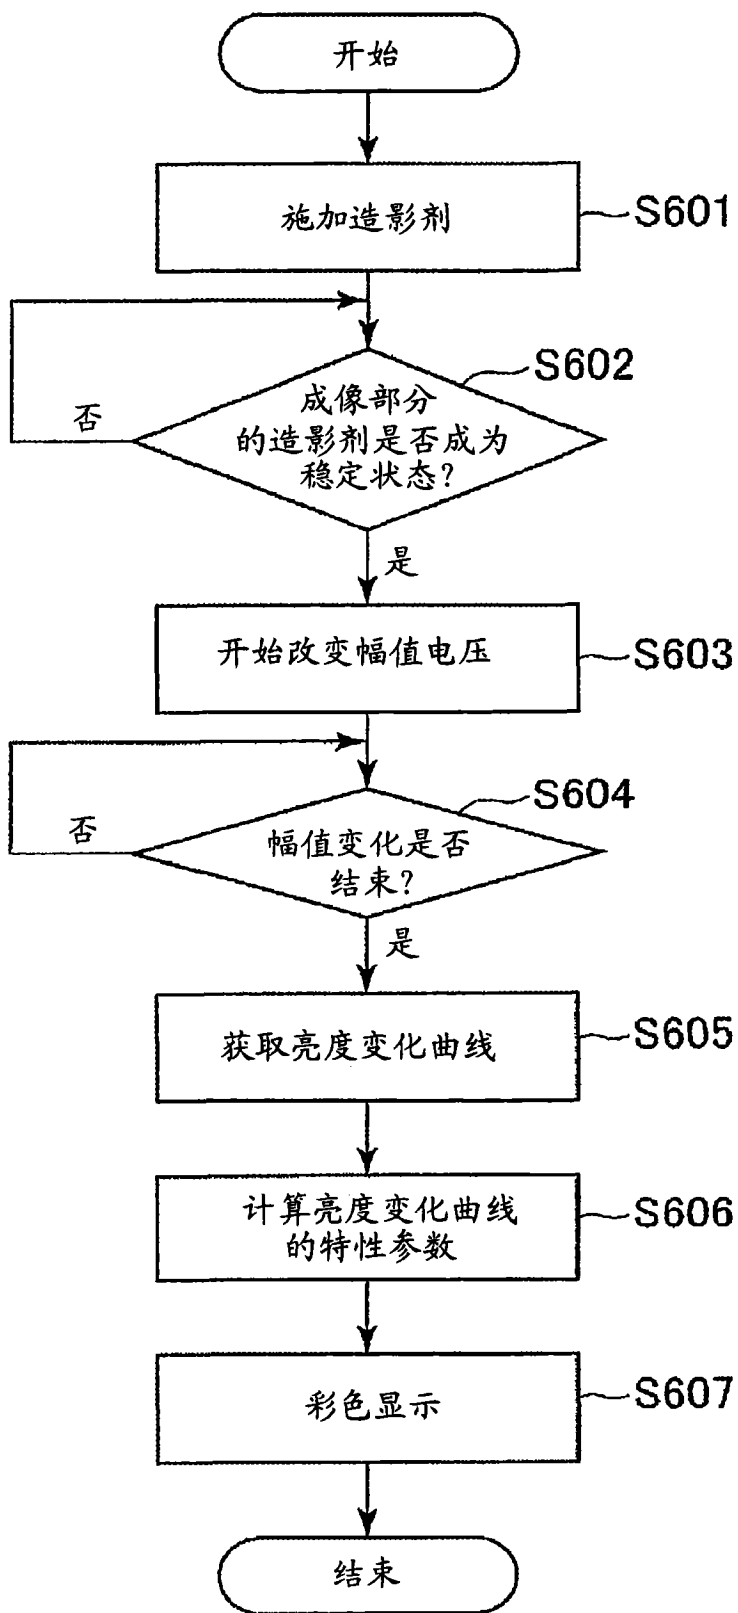 开始
施加造影剂
S601
S602
成像部分
的造影剂是否成为
稳定状态?
否
是
开始改变幅值电压
S603
S604
幅值变化是否
结束?
否
是
获取亮度变化曲线
S605
计算亮度变化曲线
的特性参数
S606
彩色显示
S607
结束